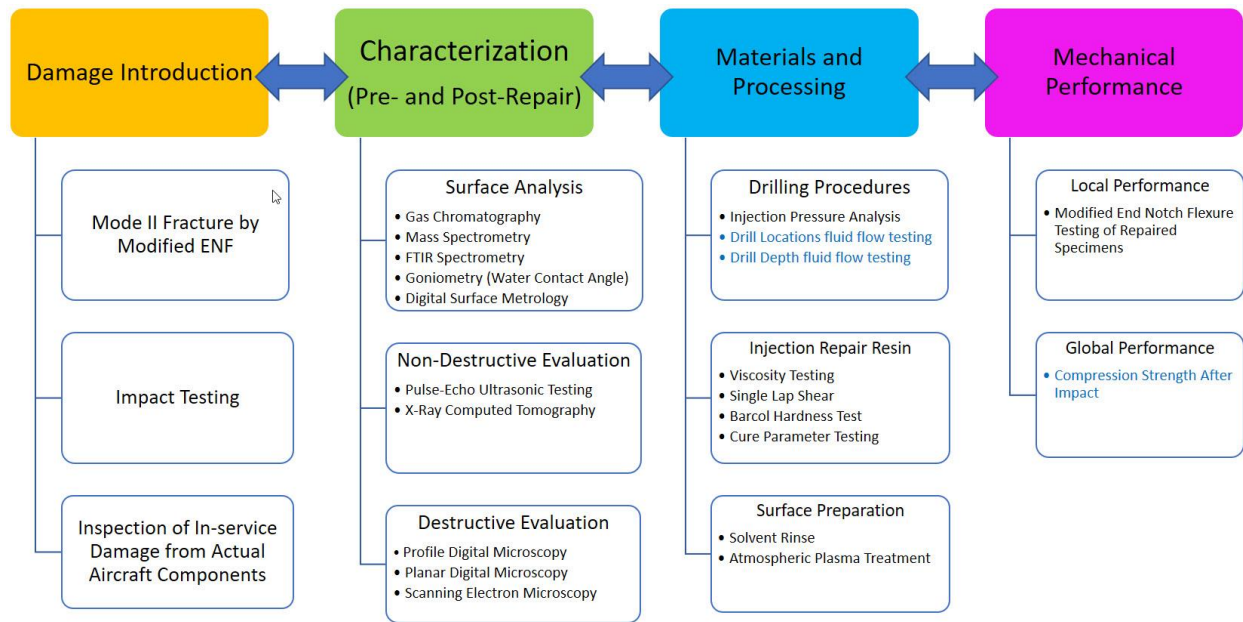 Damage Introduction
Characterization
(Pre- and Post-Repair)
Materials and
Processing
Mechanical
Performance
Mode II Fracture by
Modified ENF
Impact Testing
Inspection of In-service
Damage from Actual
Aircraft Components
Surface Analysis
• Gas Chromatography
• Mass Spectrometry
• FTIR Spectrometry
• Goniometry (Water Contact Angle)
• Digital Surface Metrology
Non-Destructive Evaluation
• Pulse-Echo Ultrasonic Testing
• X-Ray Computed Tomography
Destructive Evaluation
• Profile Digital Microscopy
• Planar Digital Microscopy
• Scanning Electron Microscopy
Drilling Procedures
• Injection Pressure Analysis
• Drill Locations fluid flow testing
• Drill Depth fluid flow testing
Injection Repair Resin
• Viscosity Testing
• Single Lap Shear
• Barcol Hardness Test
• Cure Parameter Testing
Surface Preparation
• Solvent Rinse
• Atmospheric Plasma Treatment
Local Performance
• Modified End Notch Flexure
Testing of Repaired
Specimens
Global Performance
• Compression Strength After
Impact